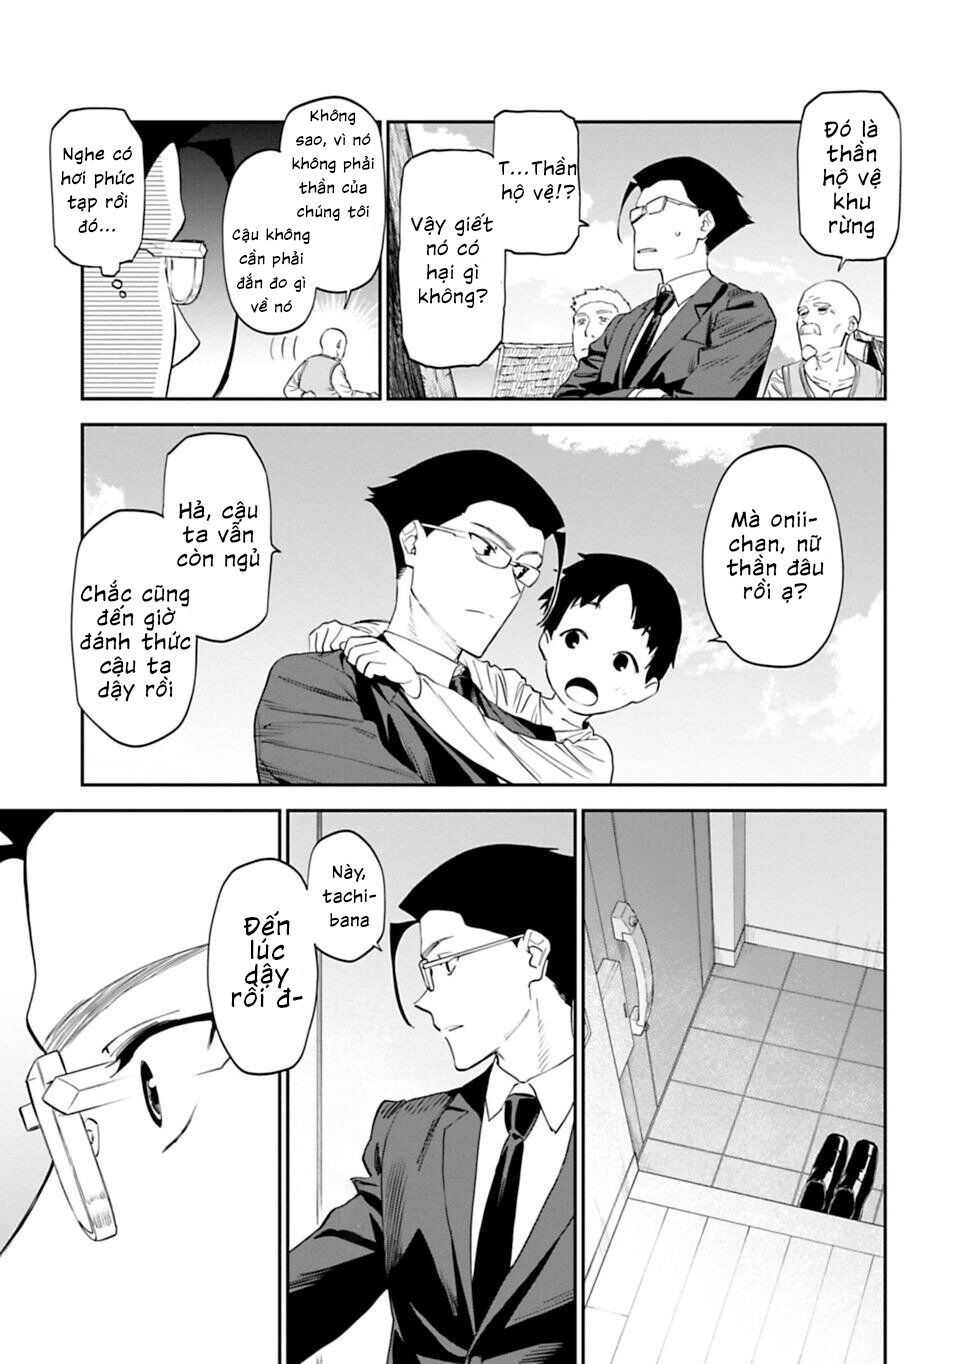 Đó là
thần
hộ vệ
khu
rừng
T...Thần
hộ vệ!?
Vậy giết
nó có
hại gì
không?
Không
sao, vì nó
không phải
thần của
chúng tôi
Cậu không
cần phải
đắn đo gì
về nó
Nghe có
hơi phức
tạp rồi
đó...
Mà onii-
chan, nữ
thần đâu
rồi ạ?
Hả, cậu
ta vẫn
còn ngủ
Chắc cũng
đến giờ
đánh thức
cậu ta
dậy rồi
Này,
tachi-
bana
Đến
lúc
dậy
rồi đ-